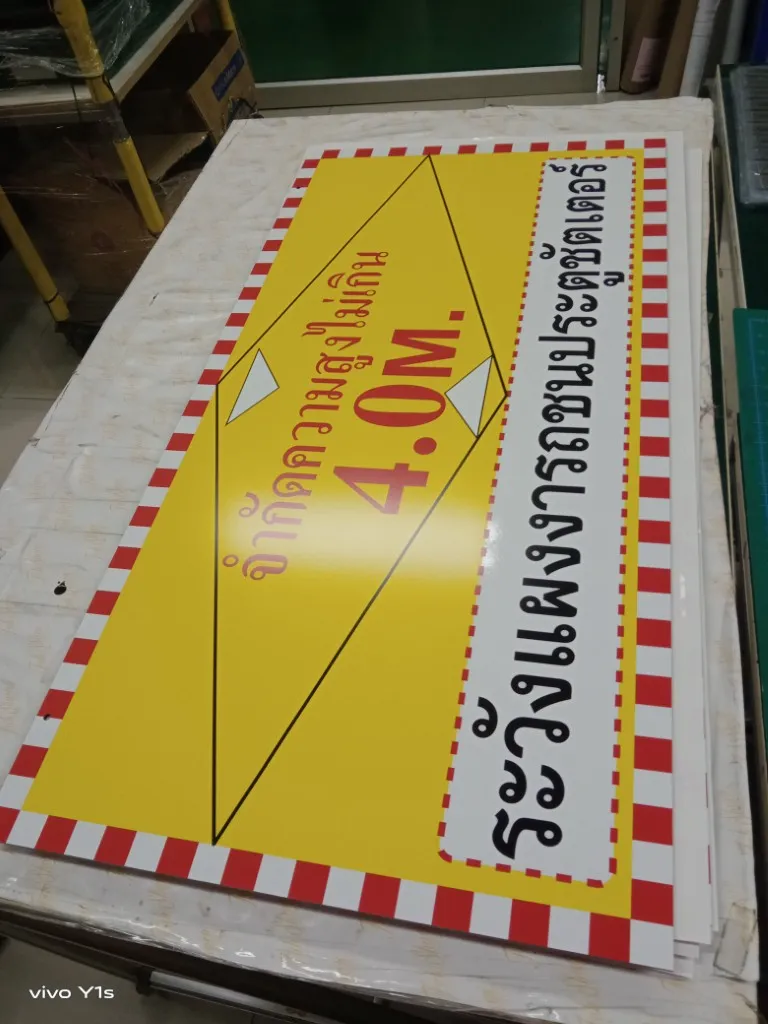 จำกัดความสูงไม่เกิน
4.0M.
ระวังแผงงารถชนประตูชัตเตอร์
vivo Y1s